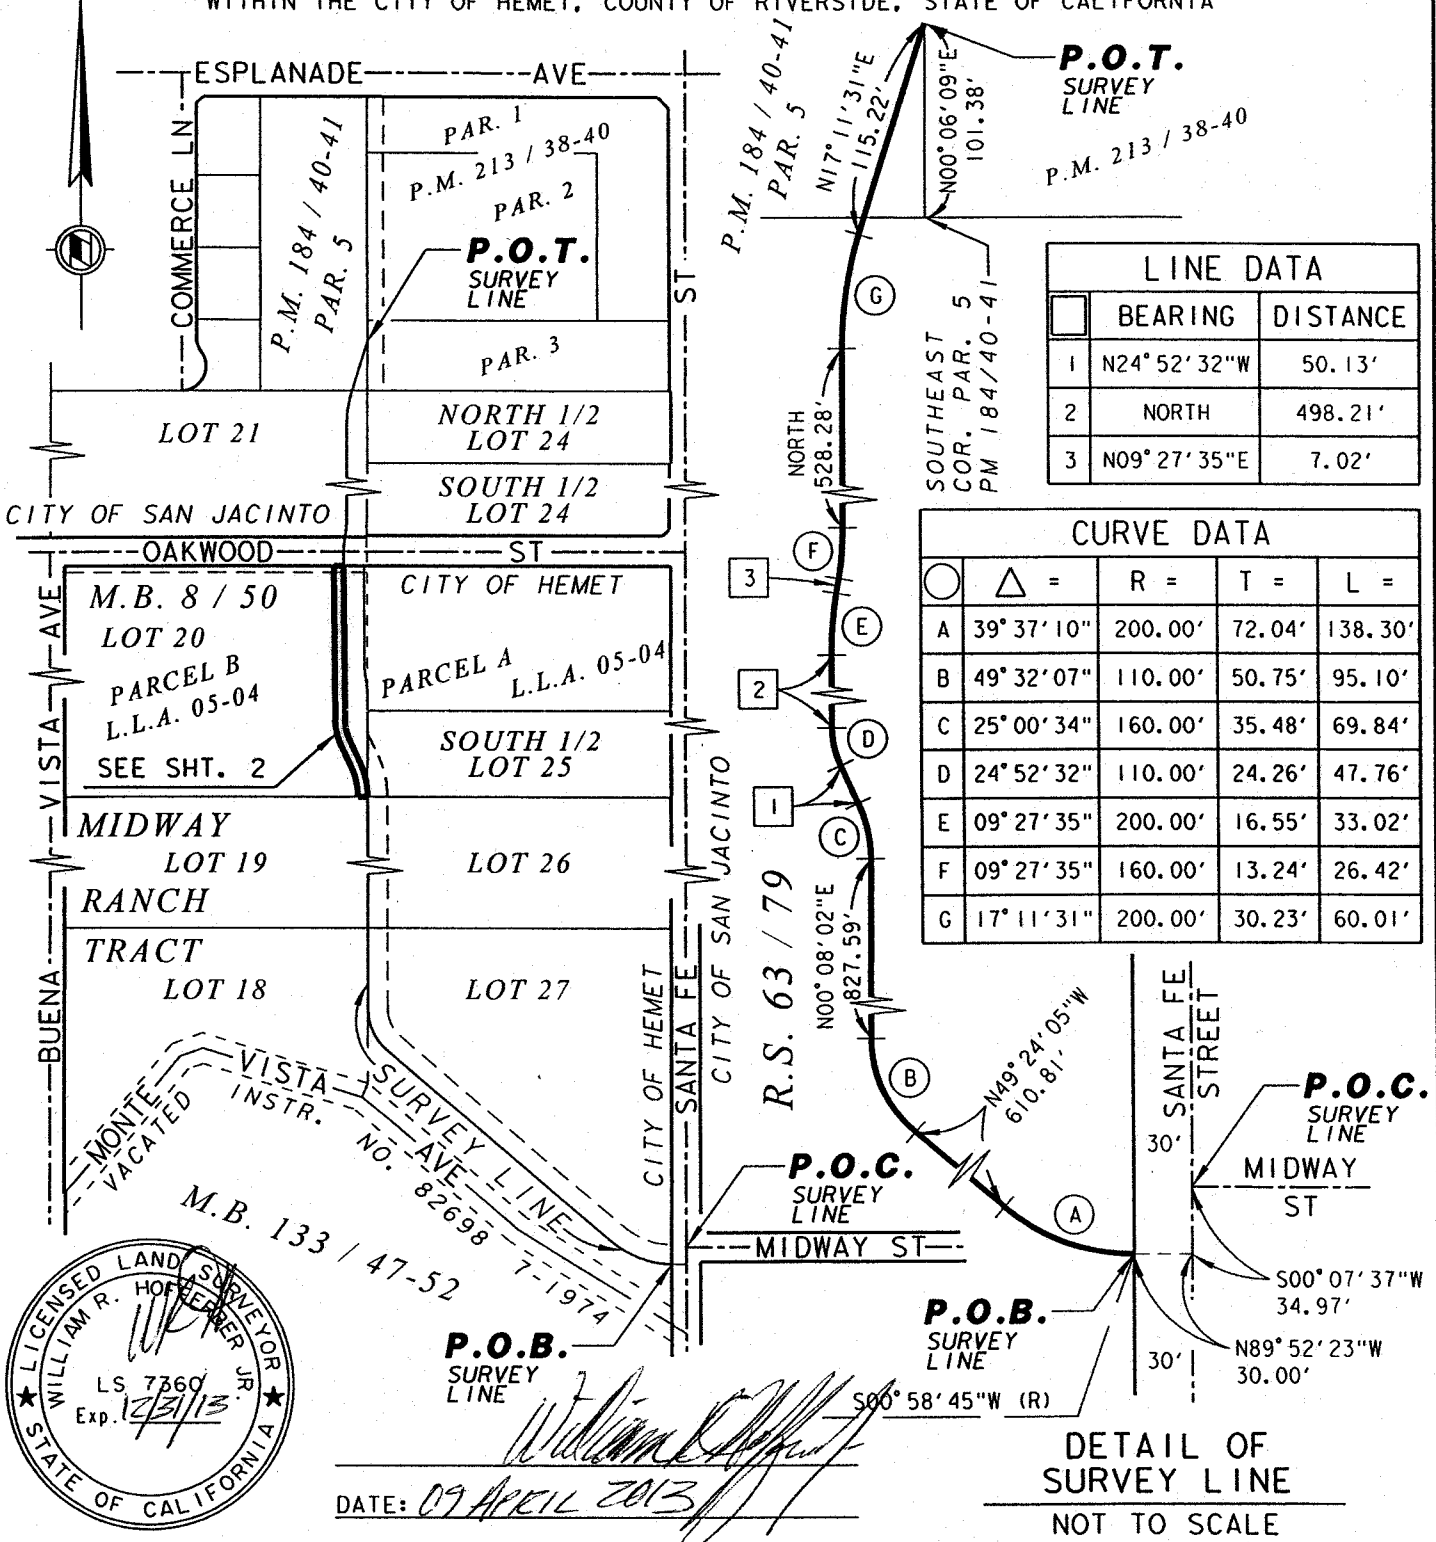 WITHIN THE CITY OF HEMET, COUNTY OF RIVERSIDE, STATE OF CALIFORNIA
ESPLANADE AVE
COMMERCE LN
P.M. 184 / 40-41
PAR. 5
PAR. 1
P.M. 213 / 38-40
PAR. 2
P.O.T.
SURVEY
LINE
PAR. 3
ST
LOT 21
NORTH 1/2
LOT 24
SOUTH 1/2
LOT 24
CITY OF SAN JACINTO
OAKWOOD ST
CITY OF HEMET
M.B. 8 / 50
LOT 20
PARCEL B
L.L.A. 05-04
PARCEL A
L.L.A. 05-04
SEE SHT. 2
SOUTH 1/2
LOT 25
MIDWAY
LOT 19
LOT 26
RANCH
TRACT
LOT 18
LOT 27
BUENA VISTA AVE
MONTE VISTA AVE
VACATED INSTR. NO. 82698 7-1974
SURVEY LINE
M.B. 133 / 47-52
CITY OF HEMET
SANTA FE
CITY OF SAN JACINTO
R.S. 63 / 79
P.O.C.
SURVEY
LINE
MIDWAY ST
P.O.B.
SURVEY
LINE
P.M. 184 / 40-41
PAR. 5
N17°11'31"E
115.22'
N00°06'09"E
101.38'
P.O.T.
SURVEY
LINE
P.M. 213 / 38-40
G
SOUTHEAST
COR. PAR. 5
PM 184/40-41
NORTH
528.28'
F
3
E
2
D
1
C
N00°08'02"E
827.59'
B
N49°24'05"W
610.81'
A
LINE DATA
BEARING DISTANCE
1 N24°52'32"W 50.13'
2 NORTH 498.21'
3 N09°27'35"E 7.02'
CURVE DATA
△ = R = T = L =
A 39°37'10" 200.00' 72.04' 138.30'
B 49°32'07" 110.00' 50.75' 95.10'
C 25°00'34" 160.00' 35.48' 69.84'
D 24°52'32" 110.00' 24.26' 47.76'
E 09°27'35" 200.00' 16.55' 33.02'
F 09°27'35" 160.00' 13.24' 26.42'
G 17°11'31" 200.00' 30.23' 60.01'
SANTA FE
STREET
30'
P.O.C.
SURVEY
LINE
MIDWAY
ST
S00°07'37"W
34.97'
P.O.B.
SURVEY
LINE
30'
N89°52'23"W
30.00'
S00°58'45"W (R)
DETAIL OF
SURVEY LINE
NOT TO SCALE
LICENSED LAND SURVEYOR
WILLIAM R. JR.
LS 7360
Exp. 12/31/13
STATE OF CALIFORNIA
DATE: 09 APRIL 2013